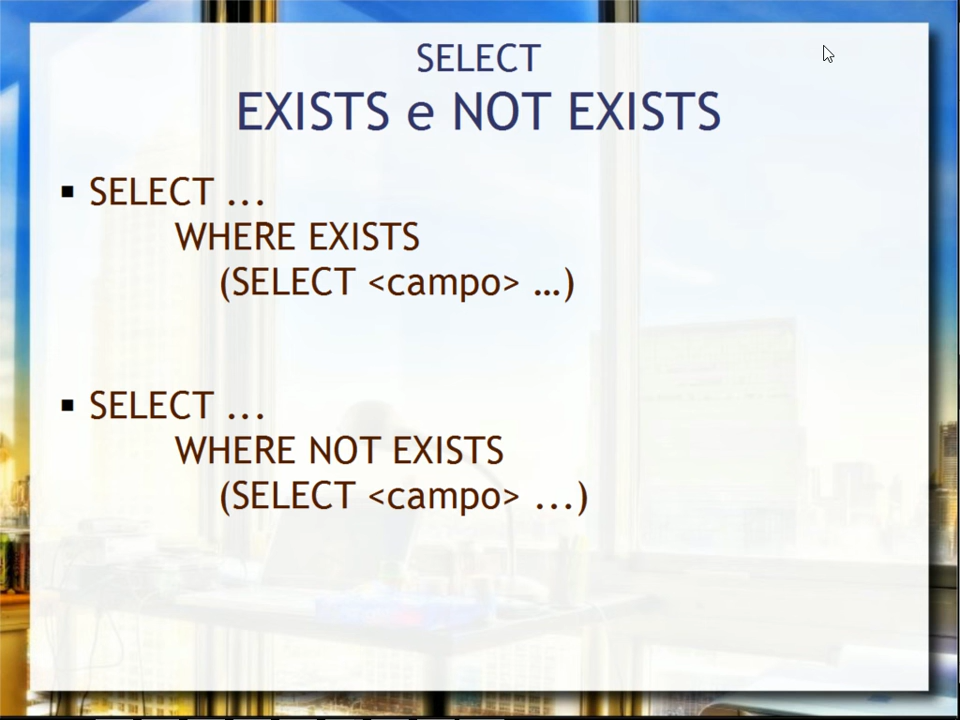 SELECT
EXISTS e NOT EXISTS
▪ SELECT ...
WHERE EXISTS
(SELECT <campo> …)
▪ SELECT ...
WHERE NOT EXISTS
(SELECT <campo> ...)